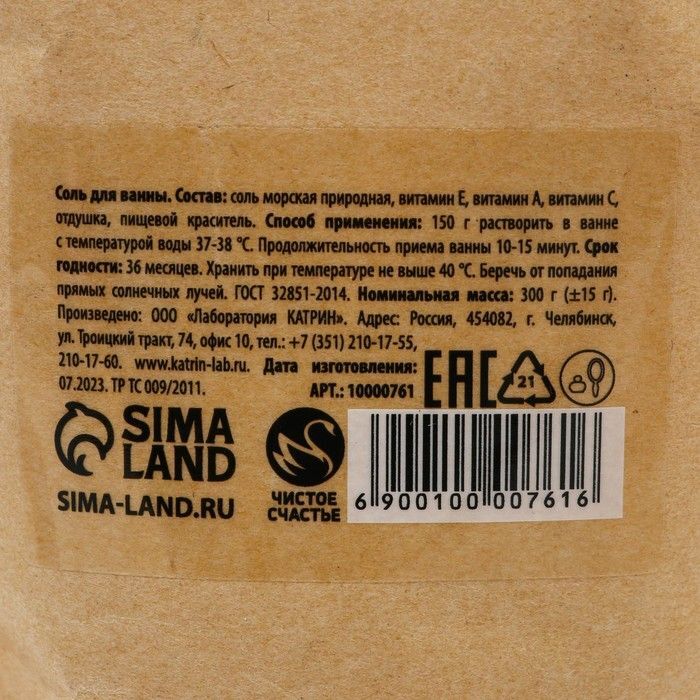 Соль для ванны. Состав: соль морская природная, витамин Е, витамин А, витамин С,
отдушка, пищевой краситель. Способ применения: 150 г растворить в ванне
с температурой воды 37-38 °С. Продолжительность приема ванны 10-15 минут. Срок
годности: 36 месяцев. Хранить при температуре не выше 40 °С. Беречь от попадания
прямых солнечных лучей. ГОСТ 32851-2014. Номинальная масса: 300 г (±15 г).
Произведено: ООО «Лаборатория КАТРИН». Адрес: Россия, 454082, г. Челябинск,
ул. Троицкий тракт, 74, офис 10, тел.: +7 (351) 210-17-55,
210-17-60. www.katrin-lab.ru. Дата изготовления:
07.2023. ТР ТС 009/2011. АРТ.: 10000761
EAC
21
SIMA
LAND
SIMA-LAND.RU
ЧИСТОЕ
СЧАСТЬЕ
6 900100 007616